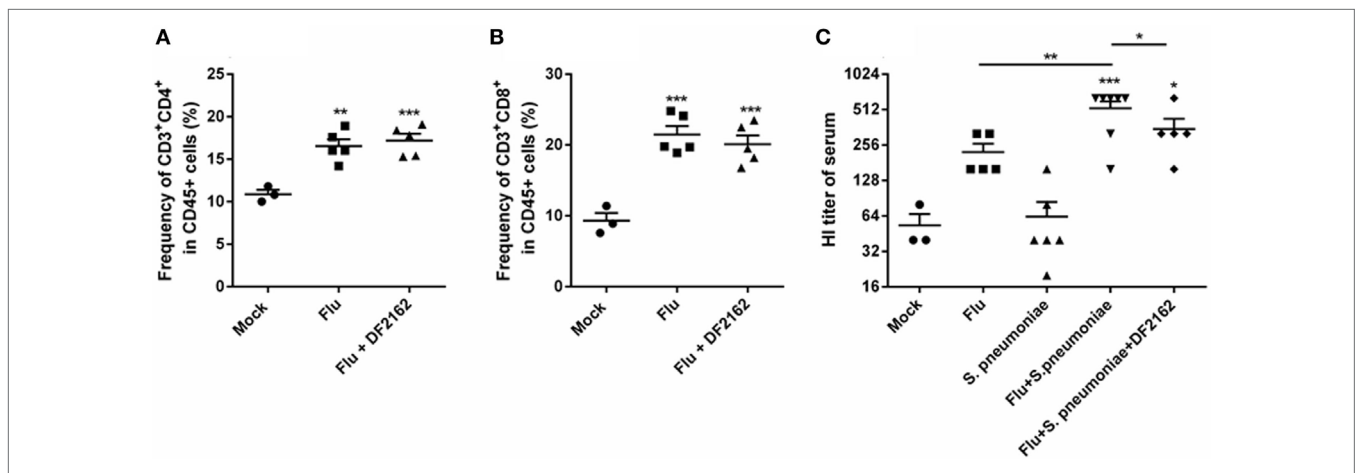 A
Frequency of CD3+CD4+
in CD45+ cells (%)
25
20
15
10
5
0
**
***
Mock
Flu
Flu + DF2162
B
Frequency of CD3+CD8+
in CD45+ cells (%)
30
20
10
0
***
***
Mock
Flu
Flu + DF2162
C
HI titer of serum
1024
512
256
128
64
32
16
**
*
***
*
Mock
Flu
S. pneumoniae
Flu+S.pneumoniae
Flu+S. pneumoniae+DF2162